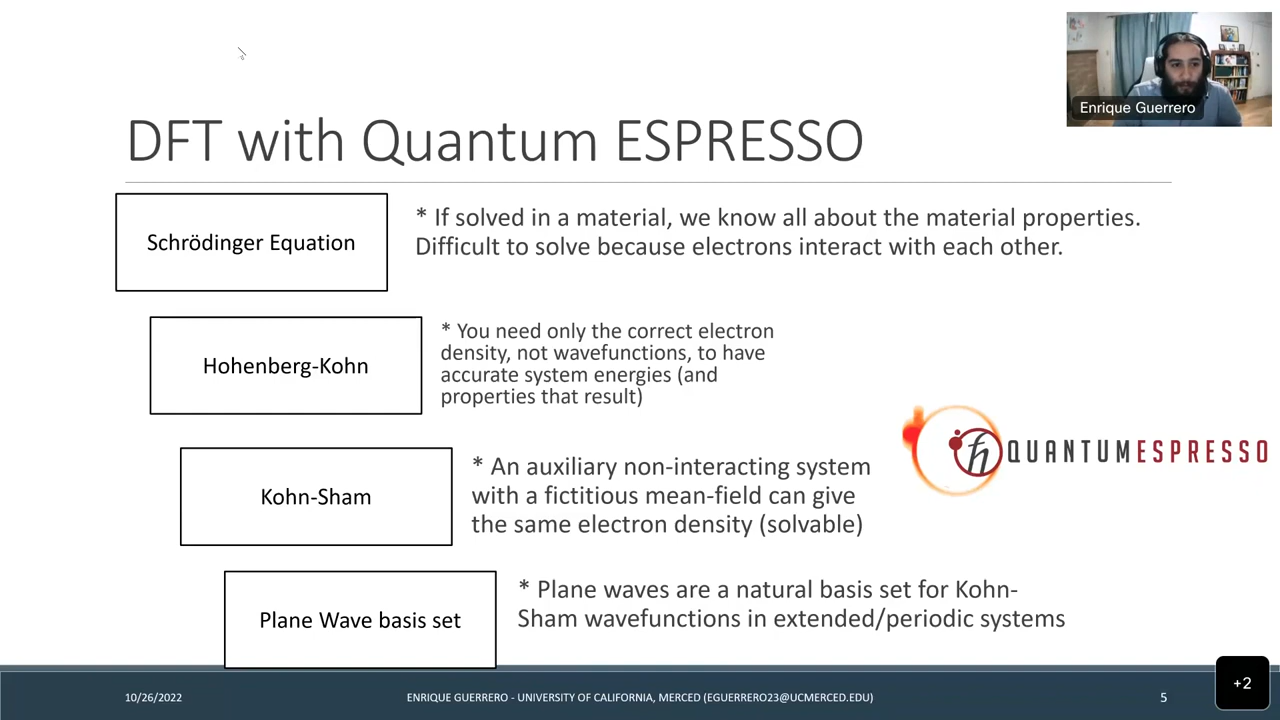 Enrique Guerrero
DFT with Quantum ESPRESSO
Schrödinger Equation
* If solved in a material, we know all about the material properties.
Difficult to solve because electrons interact with each other.
Hohenberg-Kohn
* You need only the correct electron
density, not wavefunctions, to have
accurate system energies (and
properties that result)
Kohn-Sham
* An auxiliary non-interacting system
with a fictitious mean-field can give
the same electron density (solvable)
ħ QUANTUMESPRESSO
Plane Wave basis set
* Plane waves are a natural basis set for Kohn-
Sham wavefunctions in extended/periodic systems
10/26/2022
ENRIQUE GUERRERO - UNIVERSITY OF CALIFORNIA, MERCED (EGUERRERO23@UCMERCED.EDU)
5
+2